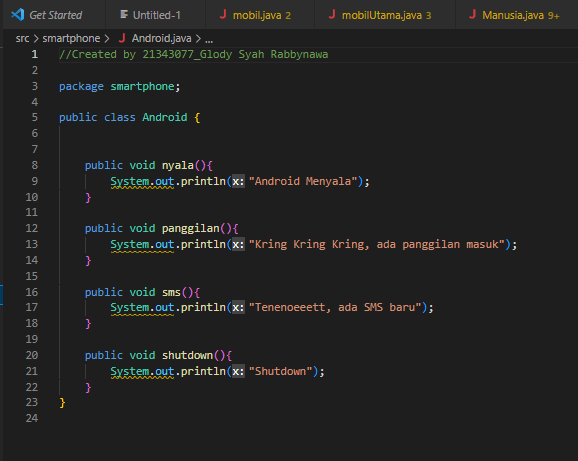 Get Started Untitled-1 mobil.java 2 mobilUtama.java 3 Manusia.java 9+
src > smartphone > Android.java > ...
1 //Created by 21343077_Glody Syah Rabbynawa
2
3 package smartphone;
4
5 public class Android {
6
7
8 public void nyala(){
9 System.out.println(x: "Android Menyala");
10 }
11
12 public void panggilan(){
13 System.out.println(x: "Kring Kring Kring, ada panggilan masuk");
14 }
15
16 public void sms(){
17 System.out.println(x: "Tenenoeeett, ada SMS baru");
18 }
19
20 public void shutdown(){
21 System.out.println(x: "Shutdown");
22 }
23 }
24